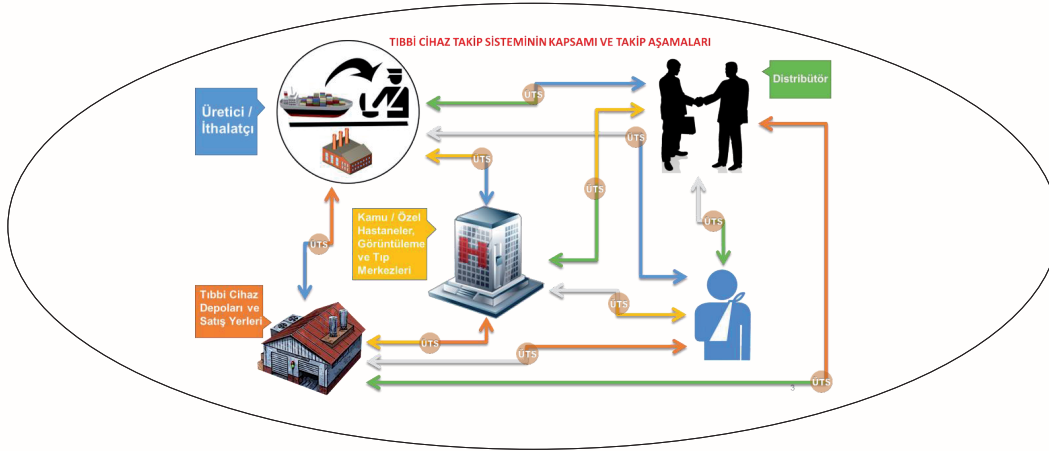 TIBBİ CİHAZ TAKİP SİSTEMİNİN KAPSAMI VE TAKİP AŞAMALARI
Üretici /
İthalatçı
Distribütör
ÜTS
ÜTS
ÜTS
ÜTS
ÜTS
ÜTS
Kamu / Özel
Hastaneler,
Görüntüleme
ve Tıp
Merkezleri
H
Tıbbi Cihaz
Depoları ve
Satış Yerleri
ÜTS
ÜTS
ÜTS
ÜTS
3